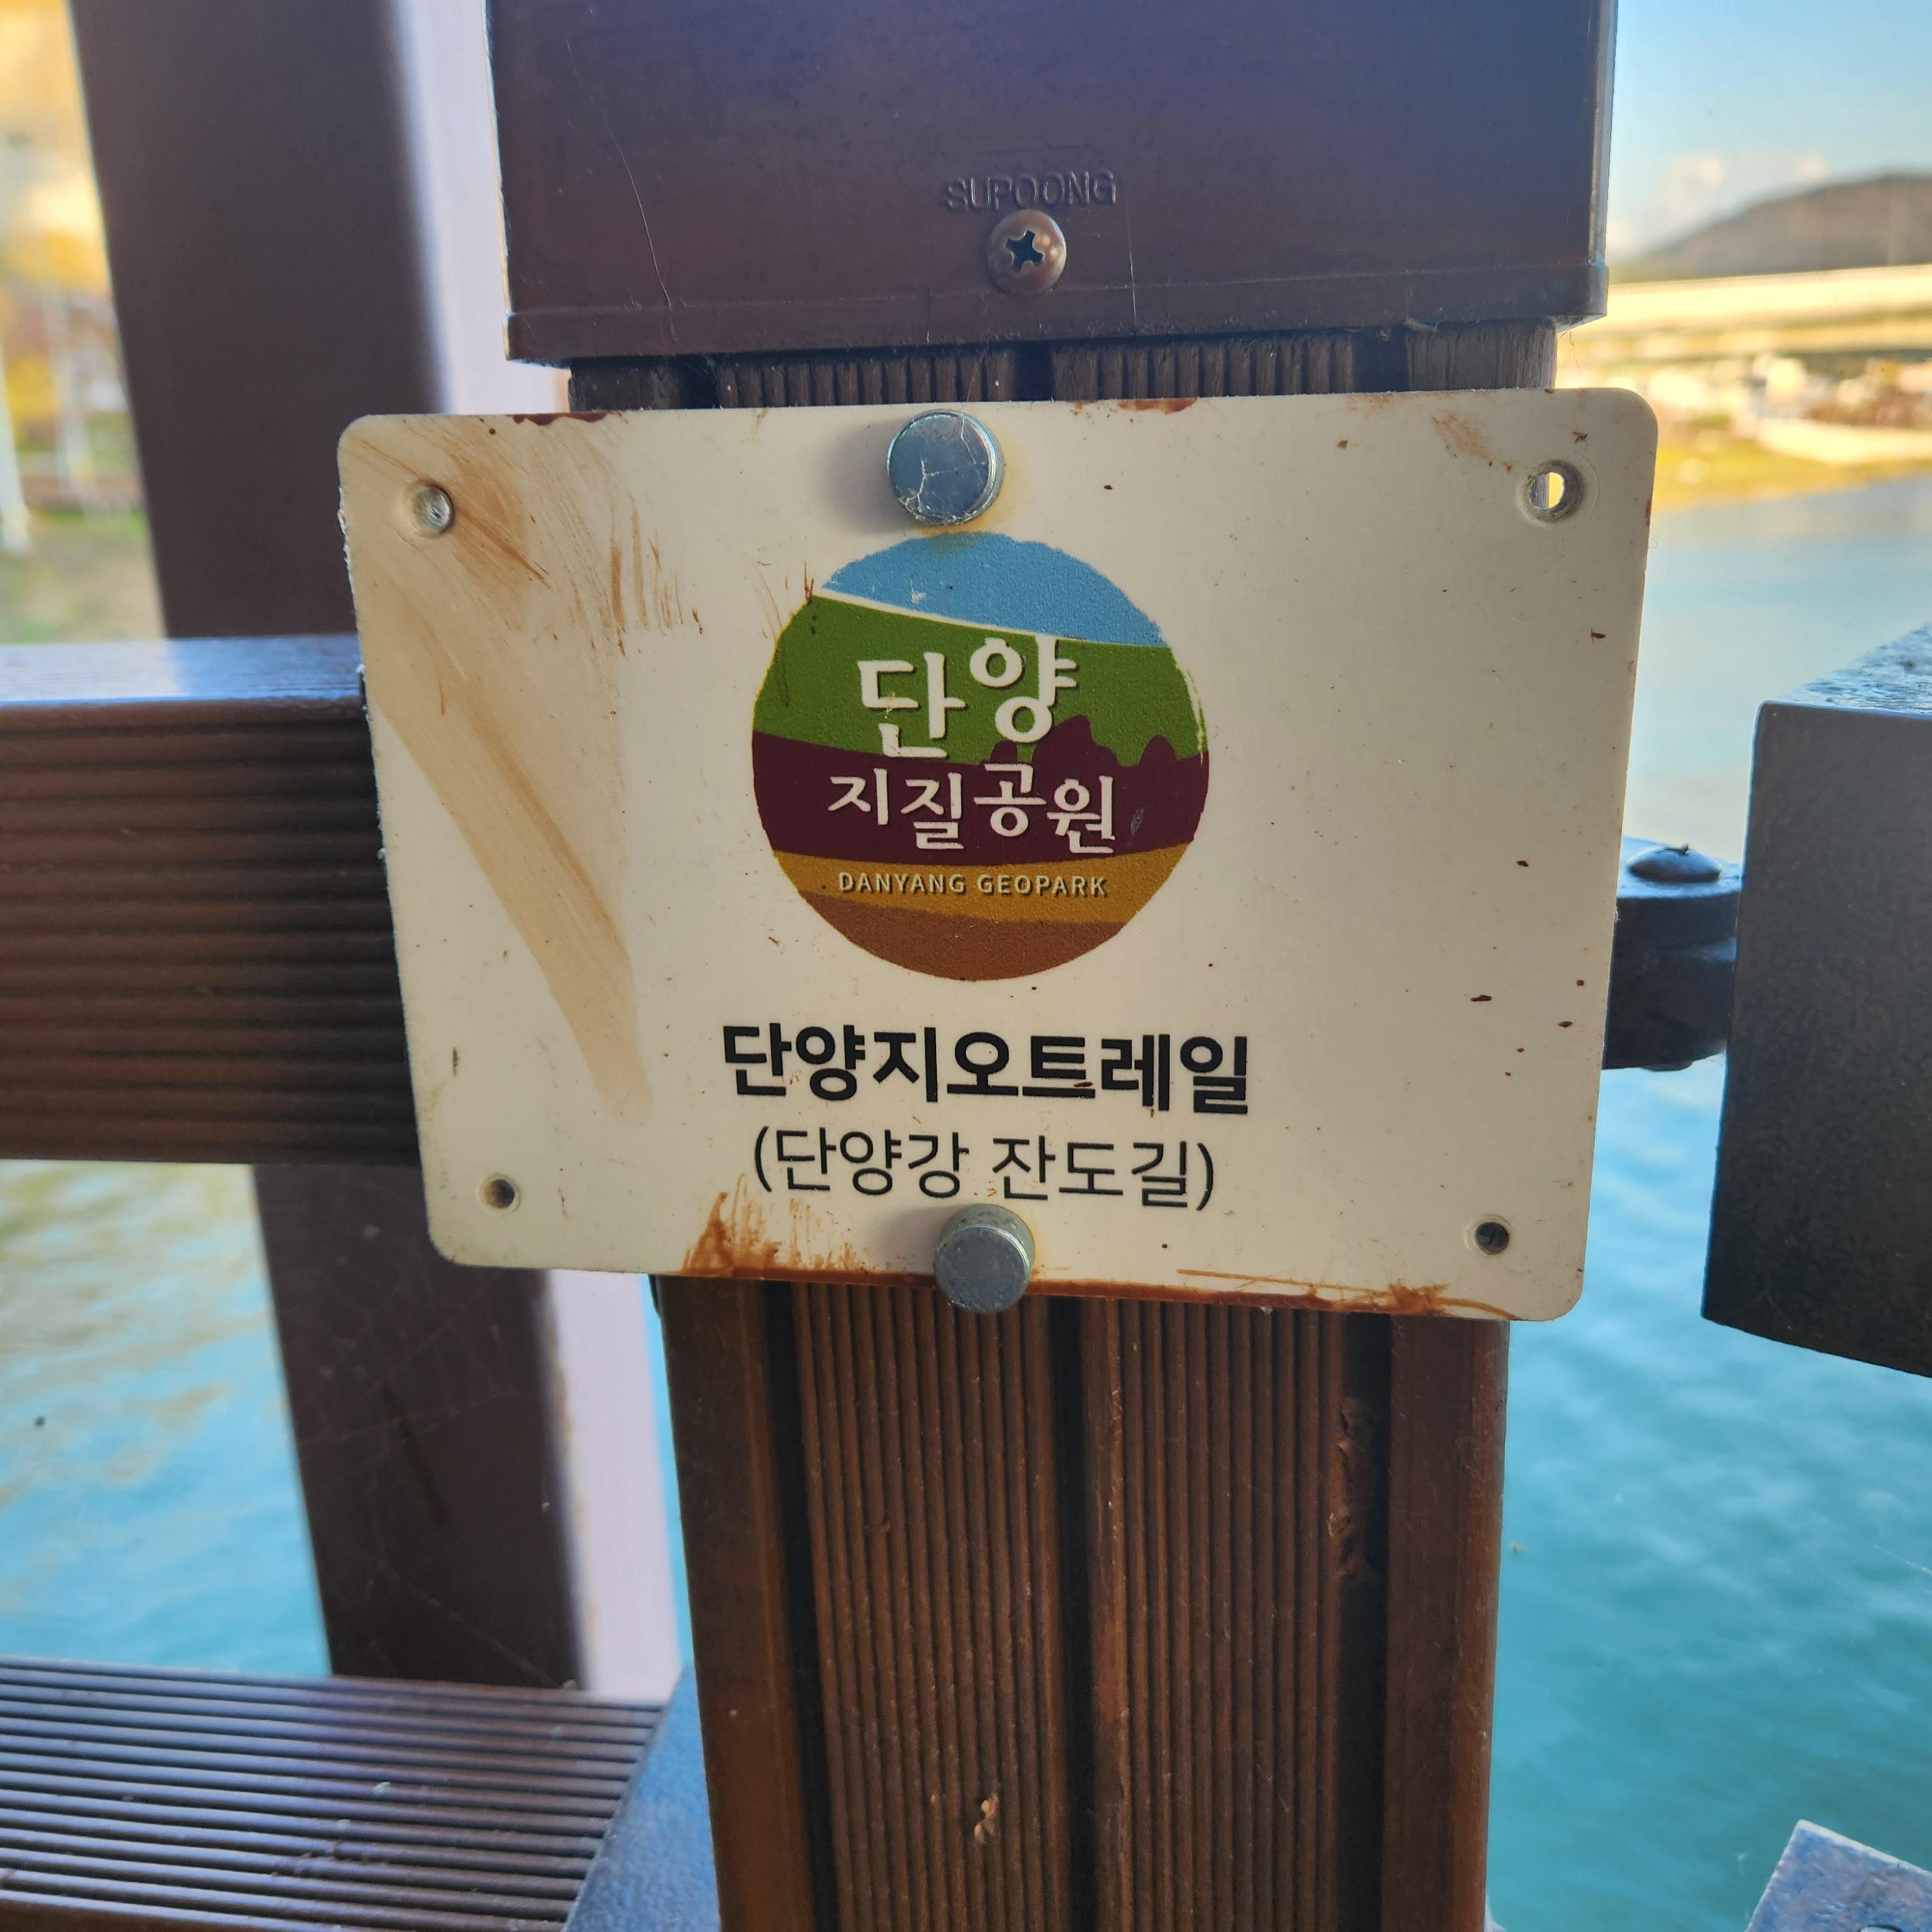 SUPOONG
단양
지질공원
DANYANG GEOPARK
단양지오트레일
(단양강 잔도길)